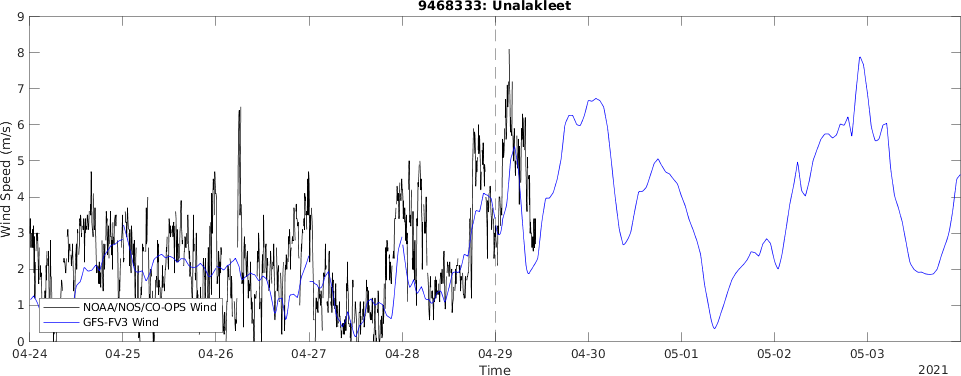 9468333: Unalakleet
9
8
7
6
5
4
3
2
1
0
Wind Speed (m/s)
NOAA/NOS/CO-OPS Wind
GFS-FV3 Wind
04-24 04-25 04-26 04-27 04-28 04-29 04-30 05-01 05-02 05-03
Time
2021